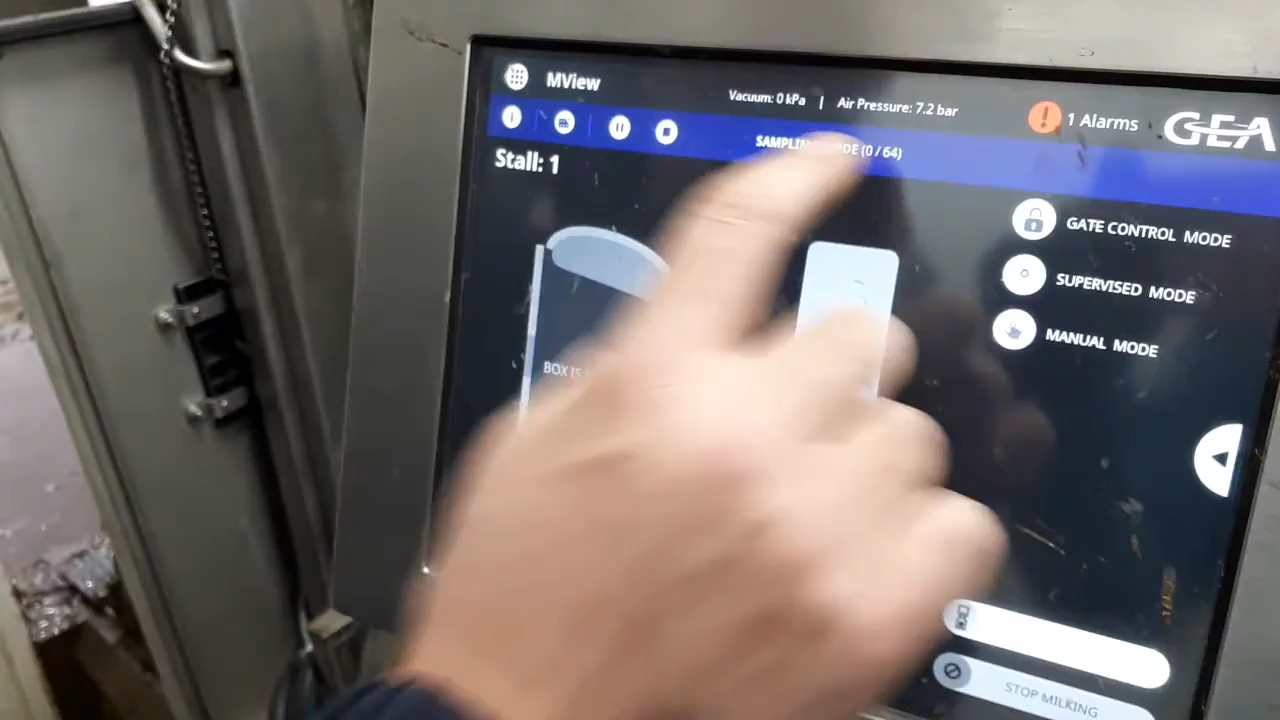 MView
Vacuum: 0 kPa | Air Pressure: 7.2 bar
1 Alarms
GEA
(0 / 64)
Stall: 1
GATE CONTROL MODE
SUPERVISED MODE
MANUAL MODE
BOX
STOP MILKING